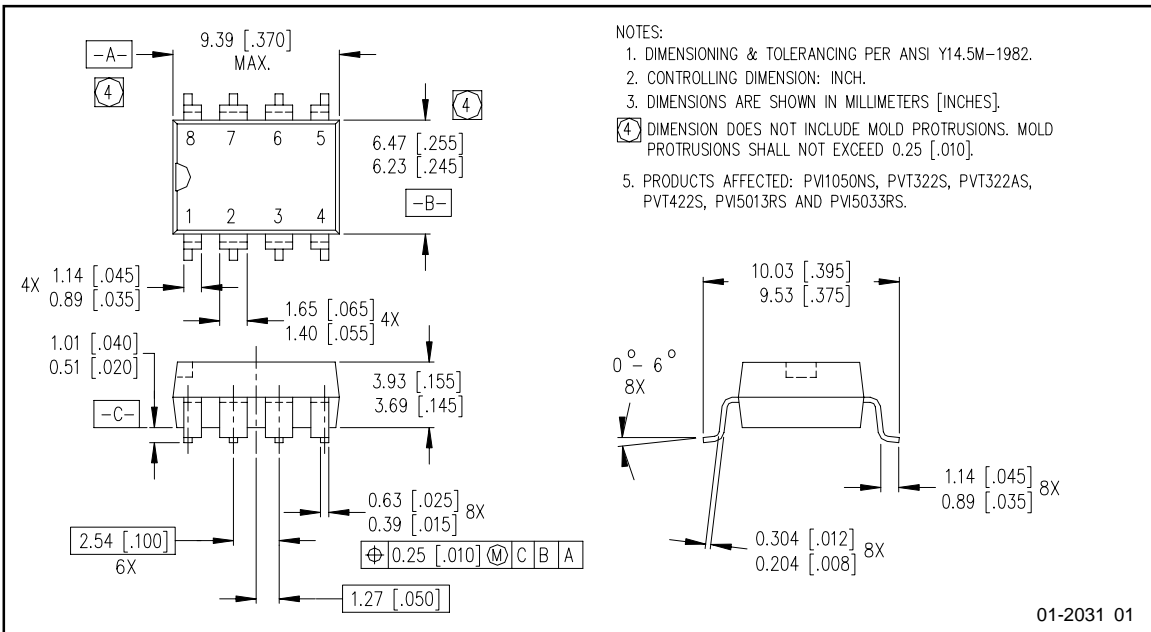 9.39 [.370]
MAX.
-A-
4
4
8 7 6 5
1 2 3 4
6.47 [.255]
6.23 [.245]
-B-
4X 1.14 [.045]
0.89 [.035]
1.65 [.065] 4X
1.40 [.055]
1.01 [.040]
0.51 [.020]
-C-
3.93 [.155]
3.69 [.145]
0.63 [.025] 8X
0.39 [.015]
2.54 [.100]
6X
⌖ 0.25 [.010] Ⓜ C B A
1.27 [.050]
NOTES:
1. DIMENSIONING & TOLERANCING PER ANSI Y14.5M-1982.
2. CONTROLLING DIMENSION: INCH.
3. DIMENSIONS ARE SHOWN IN MILLIMETERS [INCHES].
4 DIMENSION DOES NOT INCLUDE MOLD PROTRUSIONS. MOLD
PROTRUSIONS SHALL NOT EXCEED 0.25 [.010].
5. PRODUCTS AFFECTED: PVI1050NS, PVT322S, PVT322AS,
PVT422S, PVI5013RS AND PVI5033RS.
10.03 [.395]
9.53 [.375]
0° - 6°
8X
1.14 [.045] 8X
0.89 [.035]
0.304 [.012] 8X
0.204 [.008]
01-2031 01